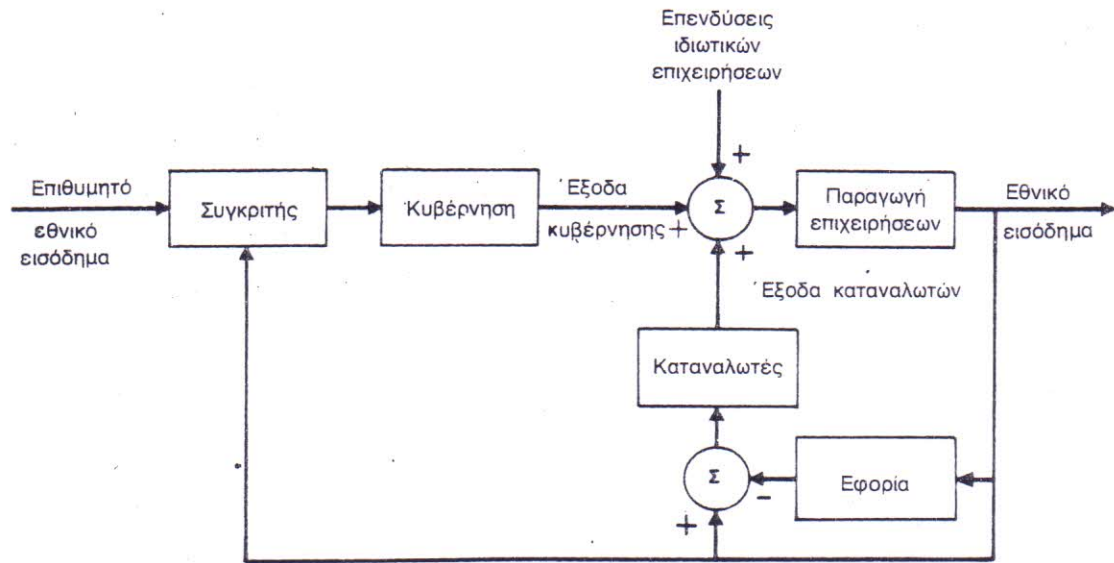 Επενδύσεις
ιδιωτικών
επιχειρήσεων
+
Επιθυμητό
εθνικό
εισόδημα
Συγκριτής
Κυβέρνηση
Έξοδα
κυβέρνησης +
Σ
Παραγωγή
επιχειρήσεων
Εθνικό
εισόδημα
+
Έξοδα καταναλωτών
Καταναλωτές
Σ
−
Εφορία
+